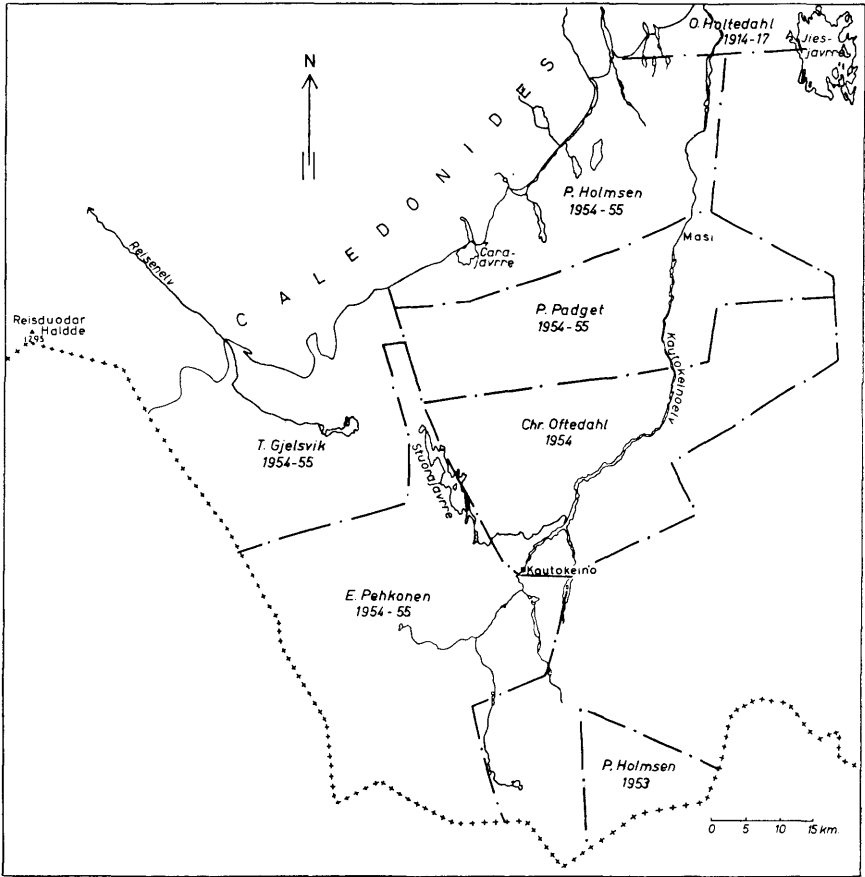 O. Holtedahl
1914-17
Jies-
javrre
N
CALEDONIDES
P. Holmsen
1954-55
Masi
Cara-
javrre
Reisenelv
P. Padget
1954-55
Reisduodar
Haldde
1295
Kautokeinoelv
Chr. Oftedahl
1954
T. Gjelsvik
1954-55
Stuorajavrre
Kautokeino
E. Pehkonen
1954-55
P. Holmsen
1953
0 5 10 15 km.